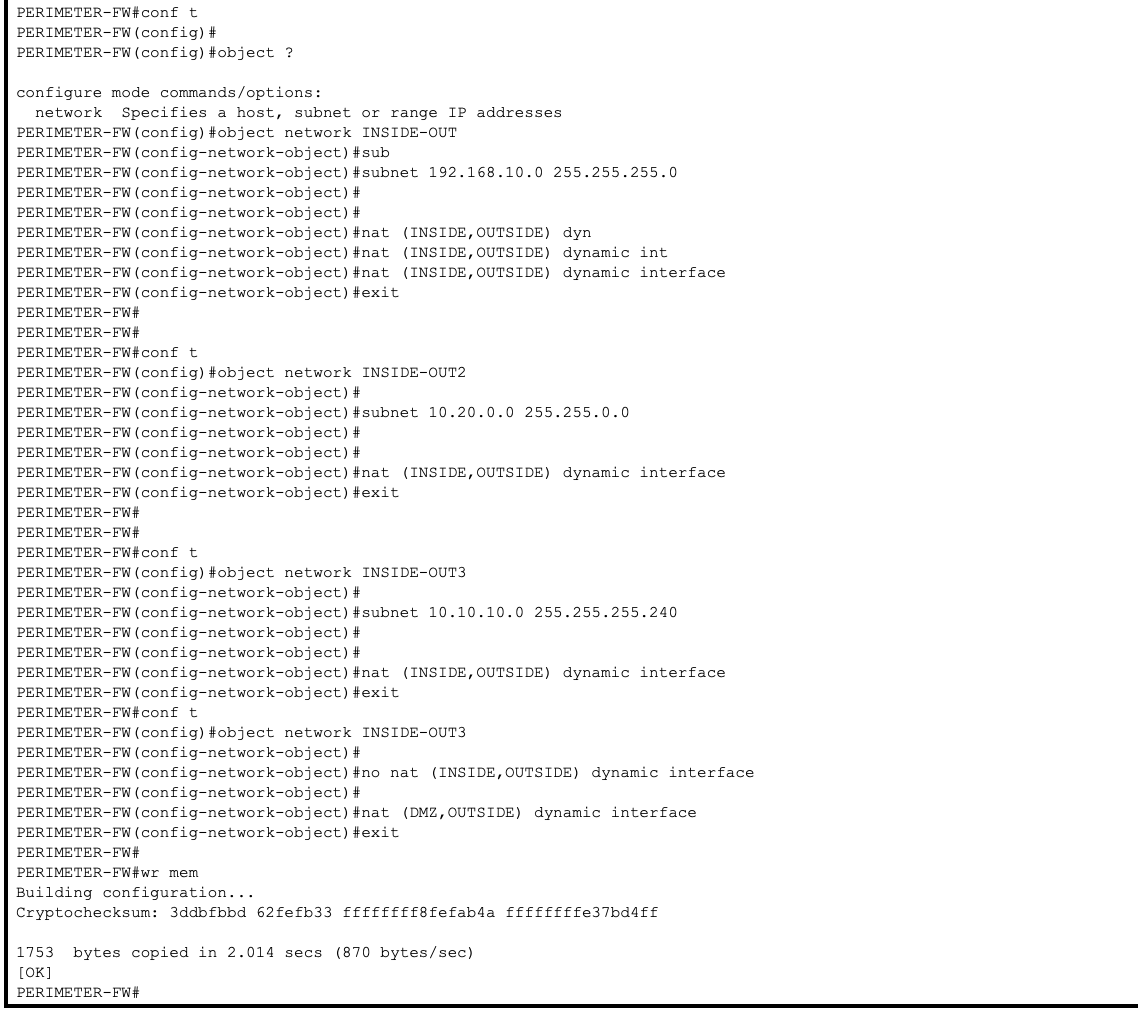 PERIMETER-FW#conf t
PERIMETER-FW(config)#
PERIMETER-FW(config)#object ?
configure mode commands/options:
network  Specifies a host, subnet or range IP addresses
PERIMETER-FW(config)#object network INSIDE-OUT
PERIMETER-FW(config-network-object)#sub
PERIMETER-FW(config-network-object)#subnet 192.168.10.0 255.255.255.0
PERIMETER-FW(config-network-object)#
PERIMETER-FW(config-network-object)#
PERIMETER-FW(config-network-object)#nat (INSIDE,OUTSIDE) dyn
PERIMETER-FW(config-network-object)#nat (INSIDE,OUTSIDE) dynamic int
PERIMETER-FW(config-network-object)#nat (INSIDE,OUTSIDE) dynamic interface
PERIMETER-FW(config-network-object)#exit
PERIMETER-FW#
PERIMETER-FW#
PERIMETER-FW#conf t
PERIMETER-FW(config)#object network INSIDE-OUT2
PERIMETER-FW(config-network-object)#
PERIMETER-FW(config-network-object)#subnet 10.20.0.0 255.255.0.0
PERIMETER-FW(config-network-object)#
PERIMETER-FW(config-network-object)#
PERIMETER-FW(config-network-object)#nat (INSIDE,OUTSIDE) dynamic interface
PERIMETER-FW(config-network-object)#exit
PERIMETER-FW#
PERIMETER-FW#
PERIMETER-FW#conf t
PERIMETER-FW(config)#object network INSIDE-OUT3
PERIMETER-FW(config-network-object)#
PERIMETER-FW(config-network-object)#subnet 10.10.10.0 255.255.255.240
PERIMETER-FW(config-network-object)#
PERIMETER-FW(config-network-object)#
PERIMETER-FW(config-network-object)#nat (INSIDE,OUTSIDE) dynamic interface
PERIMETER-FW(config-network-object)#exit
PERIMETER-FW#conf t
PERIMETER-FW(config)#object network INSIDE-OUT3
PERIMETER-FW(config-network-object)#
PERIMETER-FW(config-network-object)#no nat (INSIDE,OUTSIDE) dynamic interface
PERIMETER-FW(config-network-object)#
PERIMETER-FW(config-network-object)#nat (DMZ,OUTSIDE) dynamic interface
PERIMETER-FW(config-network-object)#exit
PERIMETER-FW#
PERIMETER-FW#wr mem
Building configuration...
Cryptochecksum: 3ddbfbbd 62fefb33 ffffffff8fefab4a ffffffffe37bd4ff
1753  bytes copied in 2.014 secs (870 bytes/sec)
[OK]
PERIMETER-FW#